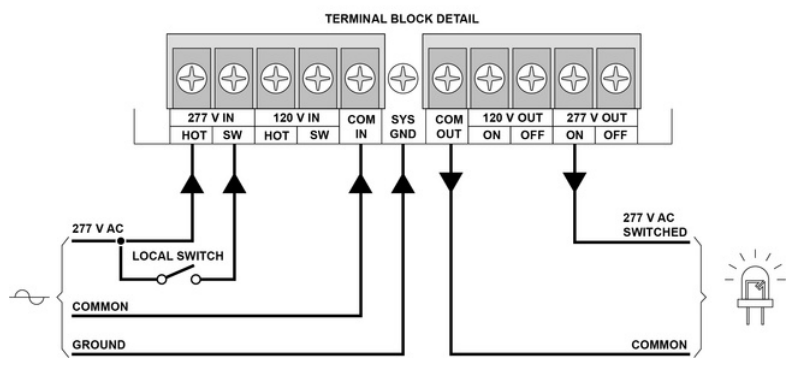 TERMINAL BLOCK DETAIL
277 V IN 120 V IN COM IN SYS GND COM OUT 120 V OUT 277 V OUT
HOT SW HOT SW ON OFF ON OFF
277 V AC
LOCAL SWITCH
COMMON
GROUND
277 V AC
SWITCHED
COMMON